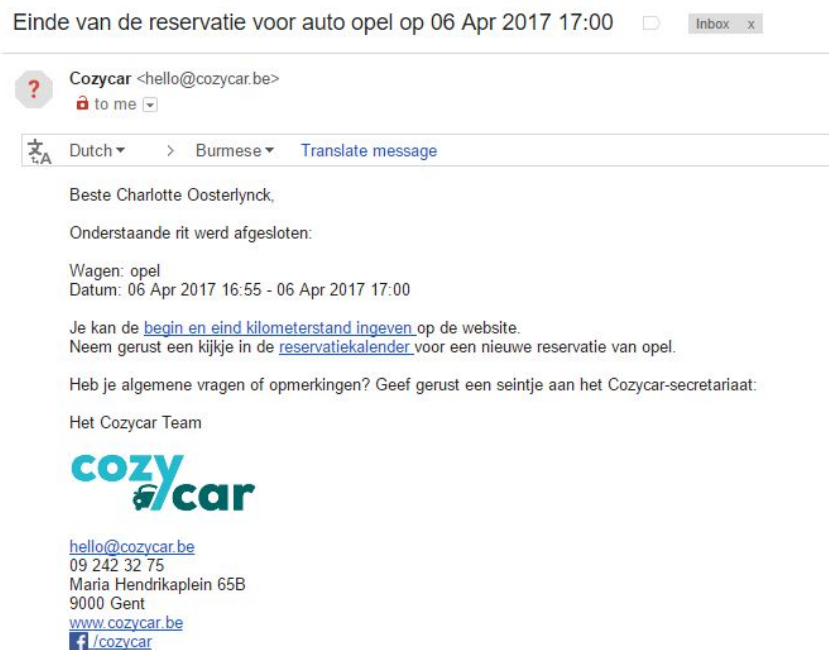 Einde van de reservatie voor auto opel op 06 Apr 2017 17:00 Inbox x
Cozycar <hello@cozycar.be>
to me
Dutch > Burmese Translate message
Beste Charlotte Oosterlynck,
Onderstaande rit werd afgesloten:
Wagen: opel
Datum: 06 Apr 2017 16:55 - 06 Apr 2017 17:00
Je kan de begin en eind kilometerstand ingeven op de website.
Neem gerust een kijkje in de reservatiekalender voor een nieuwe reservatie van opel.
Heb je algemene vragen of opmerkingen? Geef gerust een seintje aan het Cozycar-secretariaat:
Het Cozycar Team
cozy
car
hello@cozycar.be
09 242 32 75
Maria Hendrikaplein 65B
9000 Gent
www.cozycar.be
f /cozycar